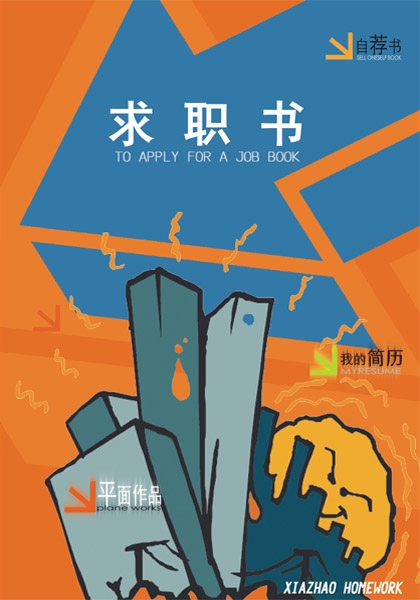 自荐书
SELL ONESELF BOOK
求职书
TO APPLY FOR A JOB BOOK
我的简历
MYRESUME
平面作品
plane works
XIAZHAO HOMEWORK